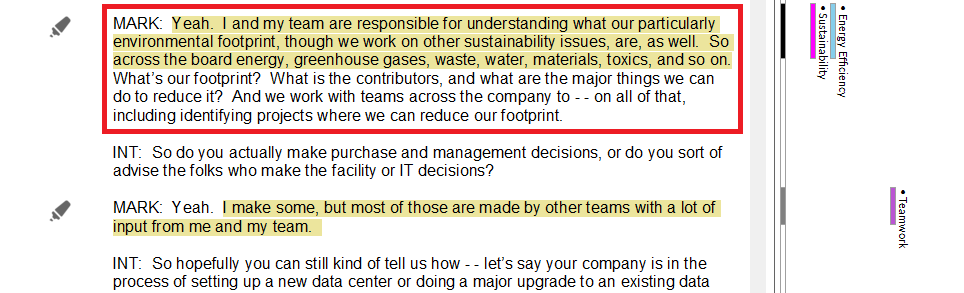 MARK:  Yeah.  I and my team are responsible for understanding what our particularly
environmental footprint, though we work on other sustainability issues, are, as well.  So
across the board energy, greenhouse gases, waste, water, materials, toxics, and so on.
What's our footprint?  What is the contributors, and what are the major things we can
do to reduce it?  And we work with teams across the company to - - on all of that,
including identifying projects where we can reduce our footprint.
INT:  So do you actually make purchase and management decisions, or do you sort of
advise the folks who make the facility or IT decisions?
MARK:  Yeah.  I make some, but most of those are made by other teams with a lot of
input from me and my team.
INT:  So hopefully you can still kind of tell us how - - let's say your company is in the
process of setting up a new data center or doing a major upgrade to an existing data
• Sustainability
• Energy Efficiency
• Teamwork